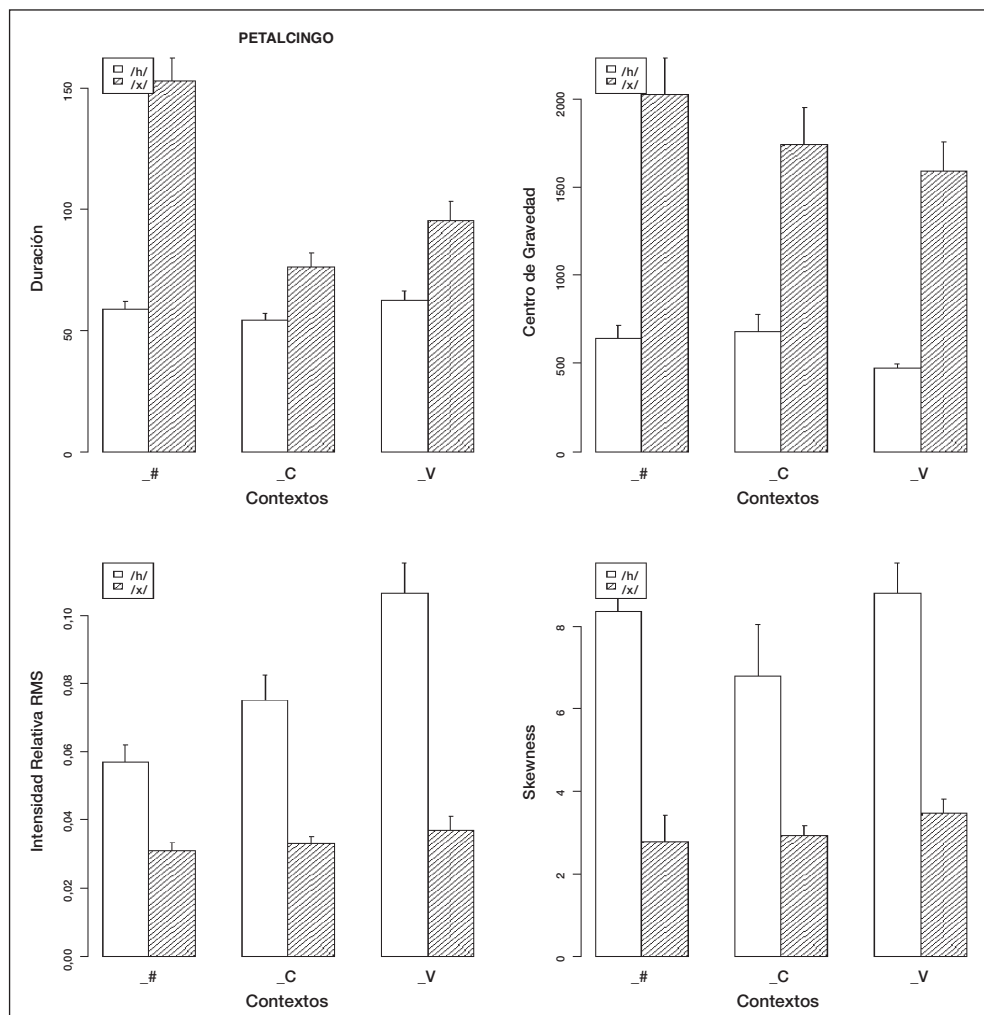 PETALCINGO
/h/
/x/
Duración
0
50
100
150
_#
_C
_V
Contextos
/h/
/x/
Centro de Gravedad
0
500
1000
1500
2000
_#
_C
_V
Contextos
/h/
/x/
Intensidad Relativa RMS
0,00
0,02
0,04
0,06
0,08
0,10
_#
_C
_V
Contextos
/h/
/x/
Skewness
0
2
4
6
8
_#
_C
_V
Contextos